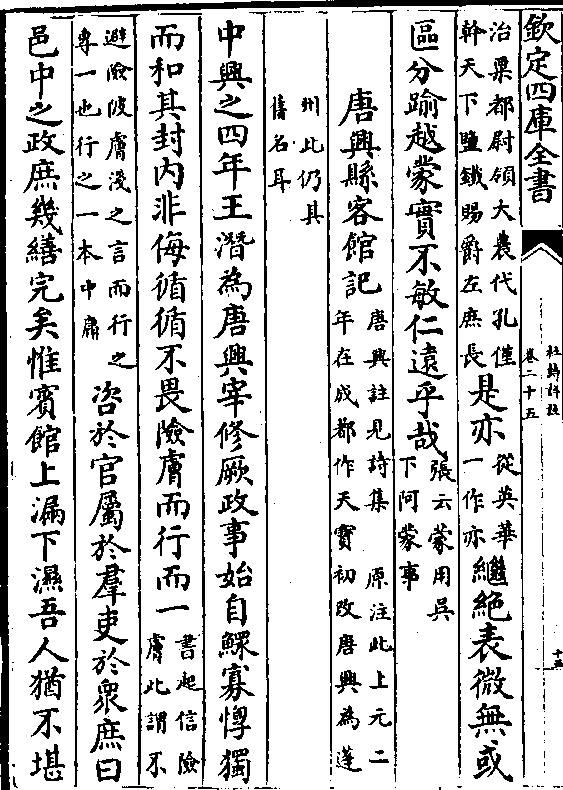 欽定四庫全書
杜詩詳註
卷二十五
治粟都尉領大農代孔僅
幹天下鹽鐵賜爵左庶長
是亦
從英華
一作亦
繼絶表微無或
區分踰越蒙實不敏仁遠乎哉
張云蒙用吳
下阿蒙事
唐興縣客館記
唐興註見詩集　原注此上元二
年在成都作天寳初改唐興為蓬
州此仍其
舊名耳
中興之四年王潛為唐興宰修厥政事始自鰥寡惸獨
而和其封内非侮循循不畏險膚而行而一
書起信險
膚此謂不
避險陂膚淺之言而行之
專一也行之一本中肅
咨於官屬於羣吏於衆庶曰
邑中之政庶幾繕完矣惟賓館上漏下濕吾人猶不堪